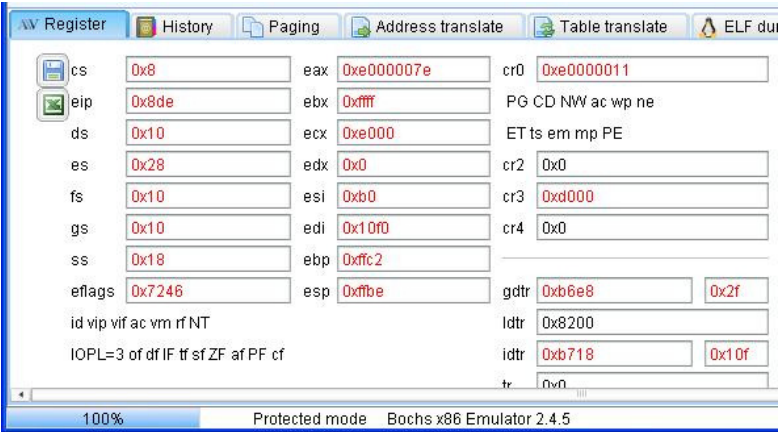 Register History Paging Address translate Table translate ELF du
cs 0x8 eax 0xe000007e cr0 0xe0000011
eip 0x8de ebx 0xffff PG CD NW ac wp ne
ds 0x10 ecx 0xe000 ET ts em mp PE
es 0x28 edx 0x0 cr2 0x0
fs 0x10 esi 0xb0 cr3 0xd000
gs 0x10 edi 0x10f0 cr4 0x0
ss 0x18 ebp 0xffc2
eflags 0x7246 esp 0xffbe gdtr 0xb6e8 0x2f
id vip vif ac vm rf NT ldtr 0x8200
IOPL=3 of df IF tf sf ZF af PF cf idtr 0xb718 0x10f
tr 0x0
100% Protected mode Bochs x86 Emulator 2.4.5